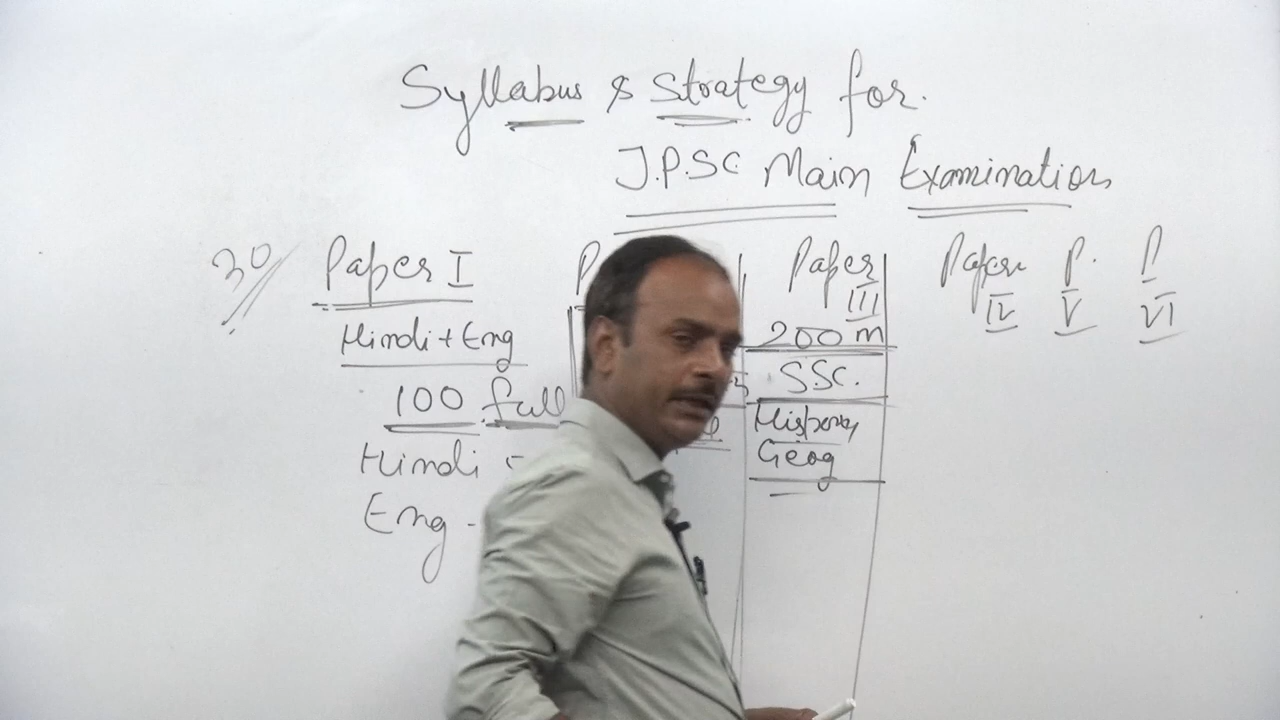 Syllabus & Strategy for.
J.P.SC Main Examination
30 Paper I P Paper III Paper IV P. V P VI
Hindi + Eng
200 m
100 full
SSC.
History
Hindi -
Geog
Eng -